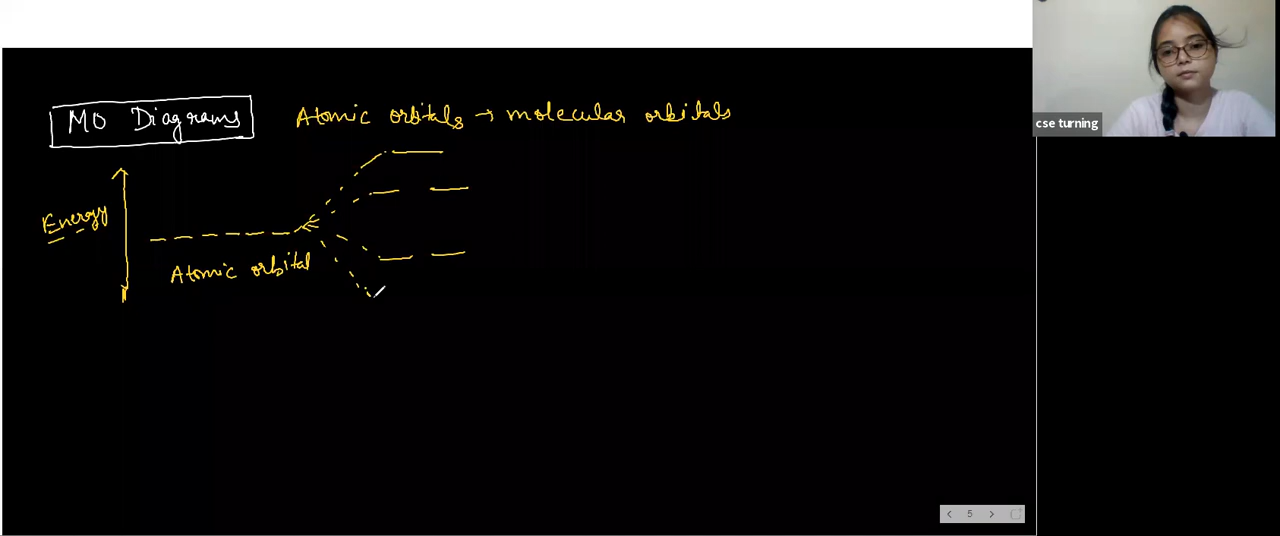 MO Diagrams
Atomic orbitals → molecular orbitals
Energy
Atomic orbital
cse turning
5